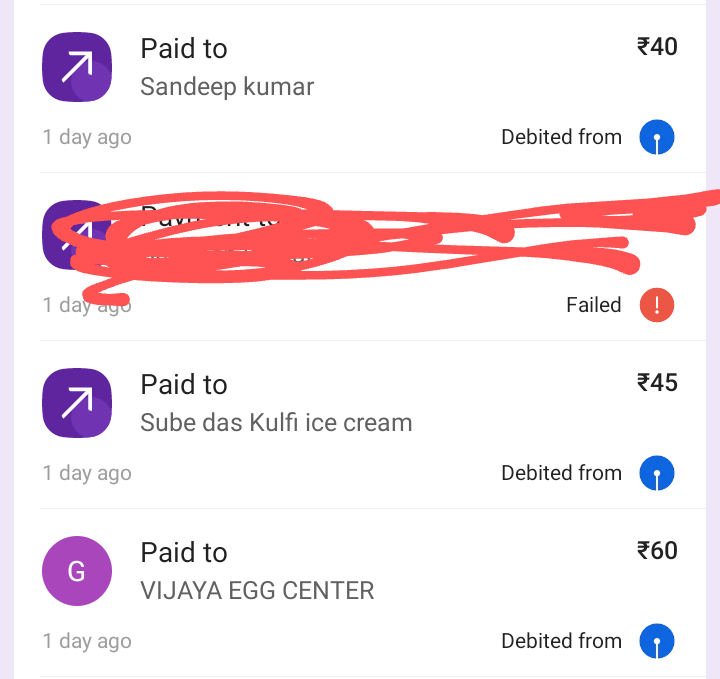 Paid to
₹40
Sandeep kumar
1 day ago
Debited from
Payment to
1 day ago
Failed
!
Paid to
₹45
Sube das Kulfi ice cream
1 day ago
Debited from
G
Paid to
₹60
VIJAYA EGG CENTER
1 day ago
Debited from